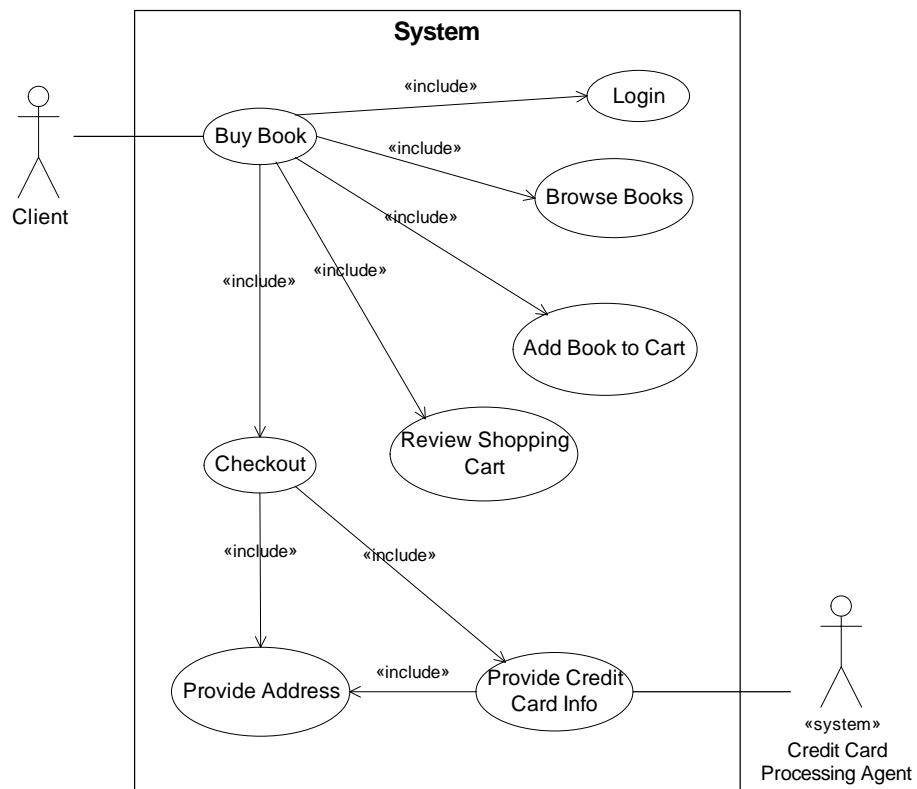 System
«include»
Login
Buy Book
«include»
Browse Books
Client
«include»
«include»
«include»
Add Book to Cart
Review Shopping
Cart
Checkout
«include»
«include»
Provide Address
«include»
Provide Credit
Card Info
«system»
Credit Card
Processing Agent